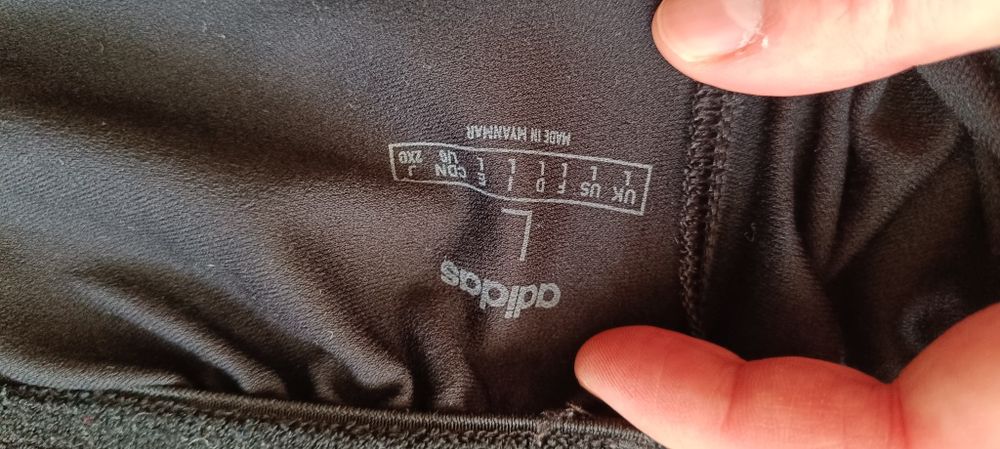 adidas
L
UK US F D I E CDN J
L L L L L L L/G 2XO
MADE IN MYANMAR